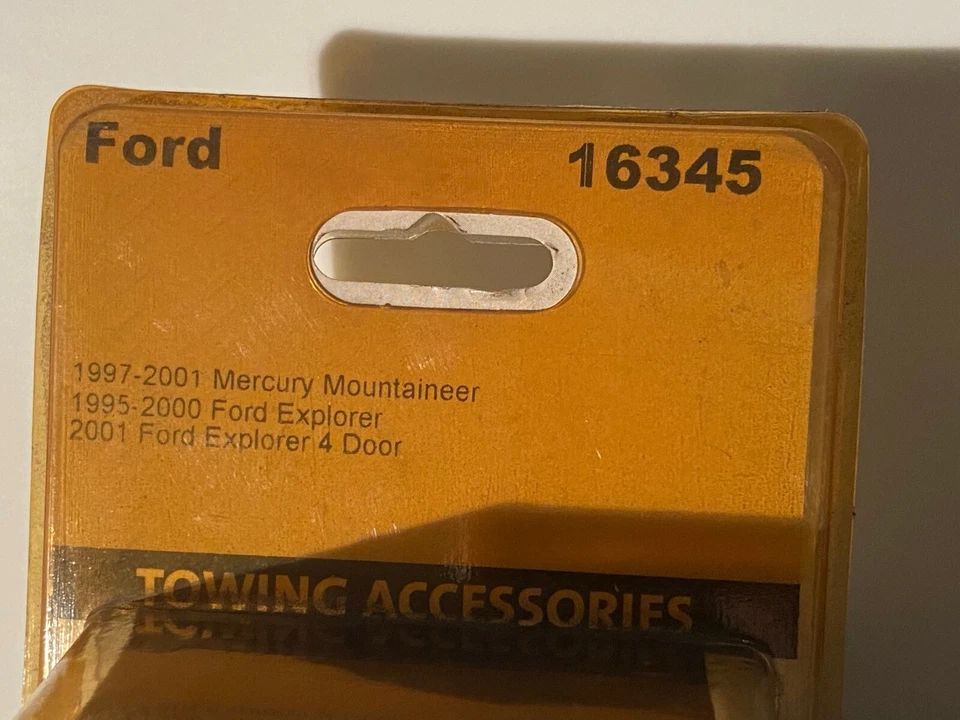 Ford 16345
1997-2001 Mercury Mountaineer
1995-2000 Ford Explorer
2001 Ford Explorer 4 Door
TOWING ACCESSORIES